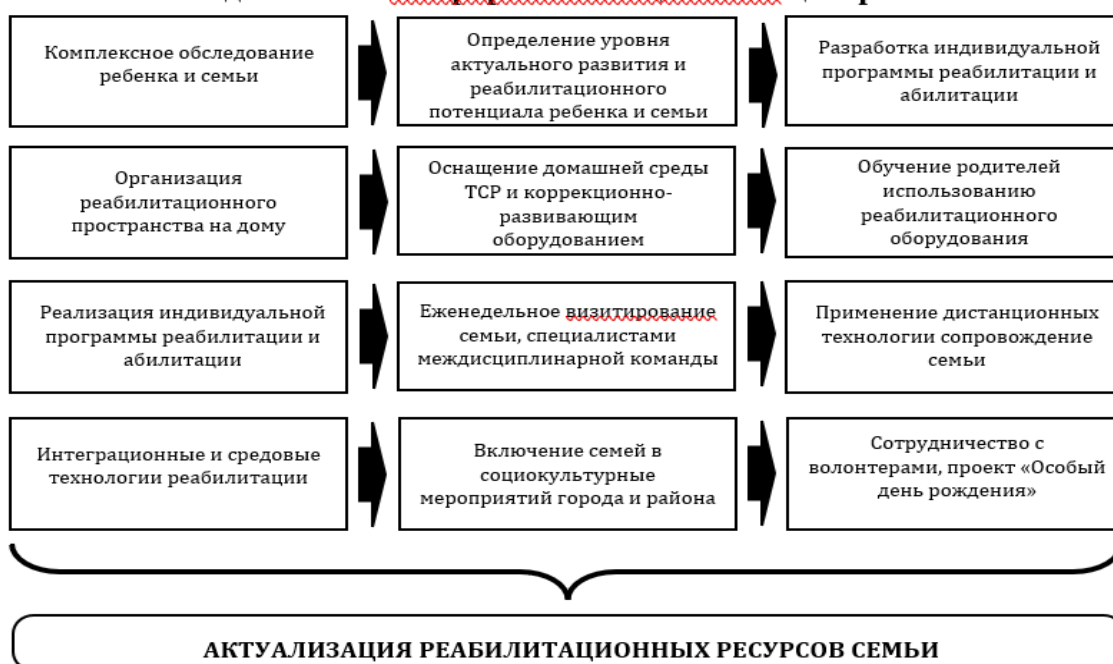 Комплексное обследование
ребенка и семьи
Определение уровня
актуального развития и
реабилитационного
потенциала ребенка и семьи
Разработка индивидуальной
программы реабилитации и
абилитации
Организация
реабилитационного
пространства на дому
Оснащение домашней среды
ТСР и коррекционно-
развивающим
оборудованием
Обучение родителей
использованию
реабилитационного
оборудования
Реализация индивидуальной
программы реабилитации и
абилитации
Еженедельное визитирование
семьи, специалистами
междисциплинарной команды
Применение дистанционных
технологии сопровождение
семьи
Интеграционные и средовые
технологии реабилитации
Включение семей в
социокультурные
мероприятий города и района
Сотрудничество с
волонтерами, проект «Особый
день рождения»
АКТУАЛИЗАЦИЯ РЕАБИЛИТАЦИОННЫХ РЕСУРСОВ СЕМЬИ